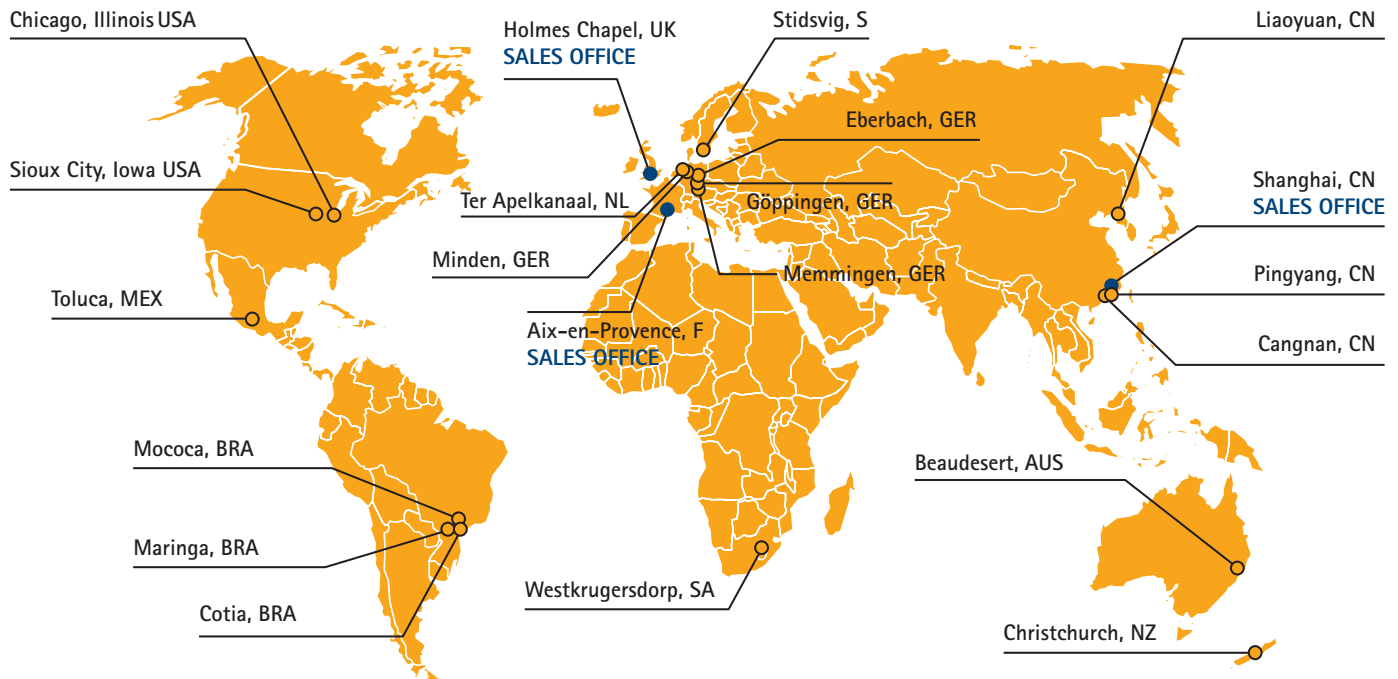 Chicago, Illinois USA
Holmes Chapel, UK
SALES OFFICE
Stidsvig, S
Liaoyuan, CN
Eberbach, GER
Sioux City, Iowa USA
Ter Apelkanaal, NL
Göppingen, GER
Shanghai, CN
SALES OFFICE
Minden, GER
Memmingen, GER
Pingyang, CN
Toluca, MEX
Aix-en-Provence, F
SALES OFFICE
Cangnan, CN
Mococa, BRA
Beaudesert, AUS
Maringa, BRA
Westkrugersdorp, SA
Cotia, BRA
Christchurch, NZ